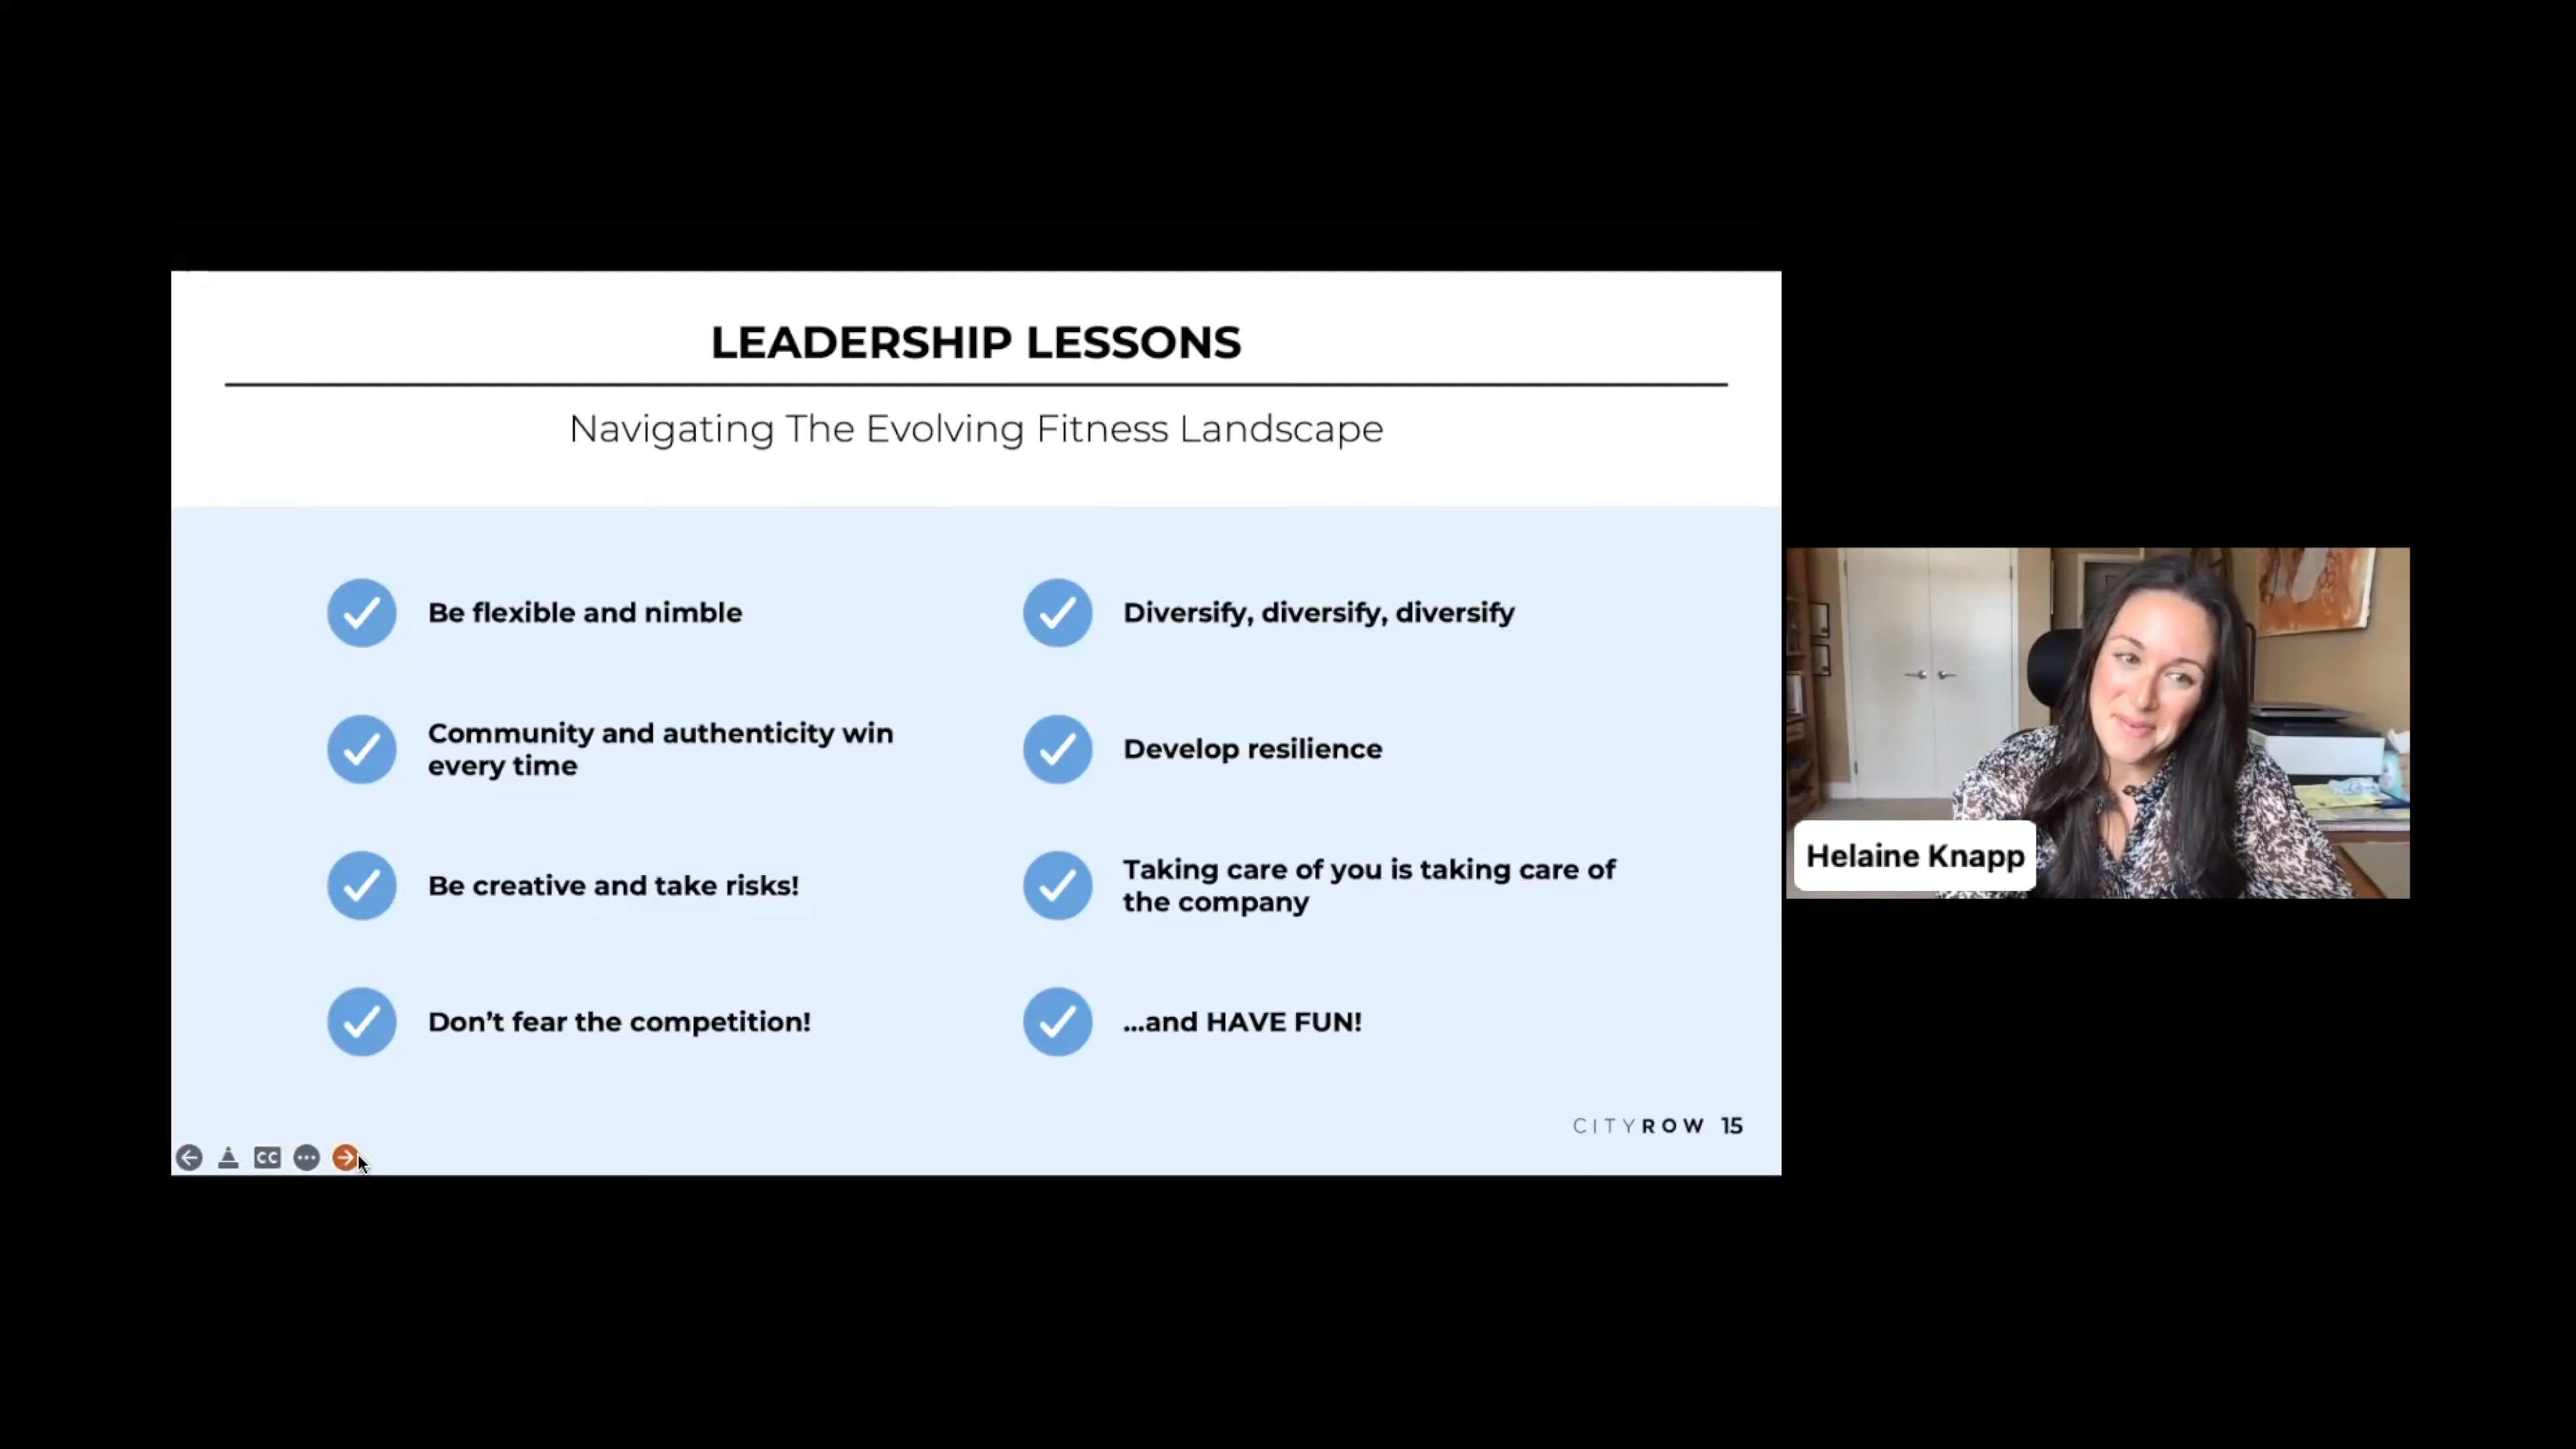 LEADERSHIP LESSONS
Navigating The Evolving Fitness Landscape
Be flexible and nimble
Community and authenticity win
every time
Be creative and take risks!
Don’t fear the competition!
Diversify, diversify, diversify
Develop resilience
Taking care of you is taking care of
the company
...and HAVE FUN!
CITYROW 15
CC
Helaine Knapp